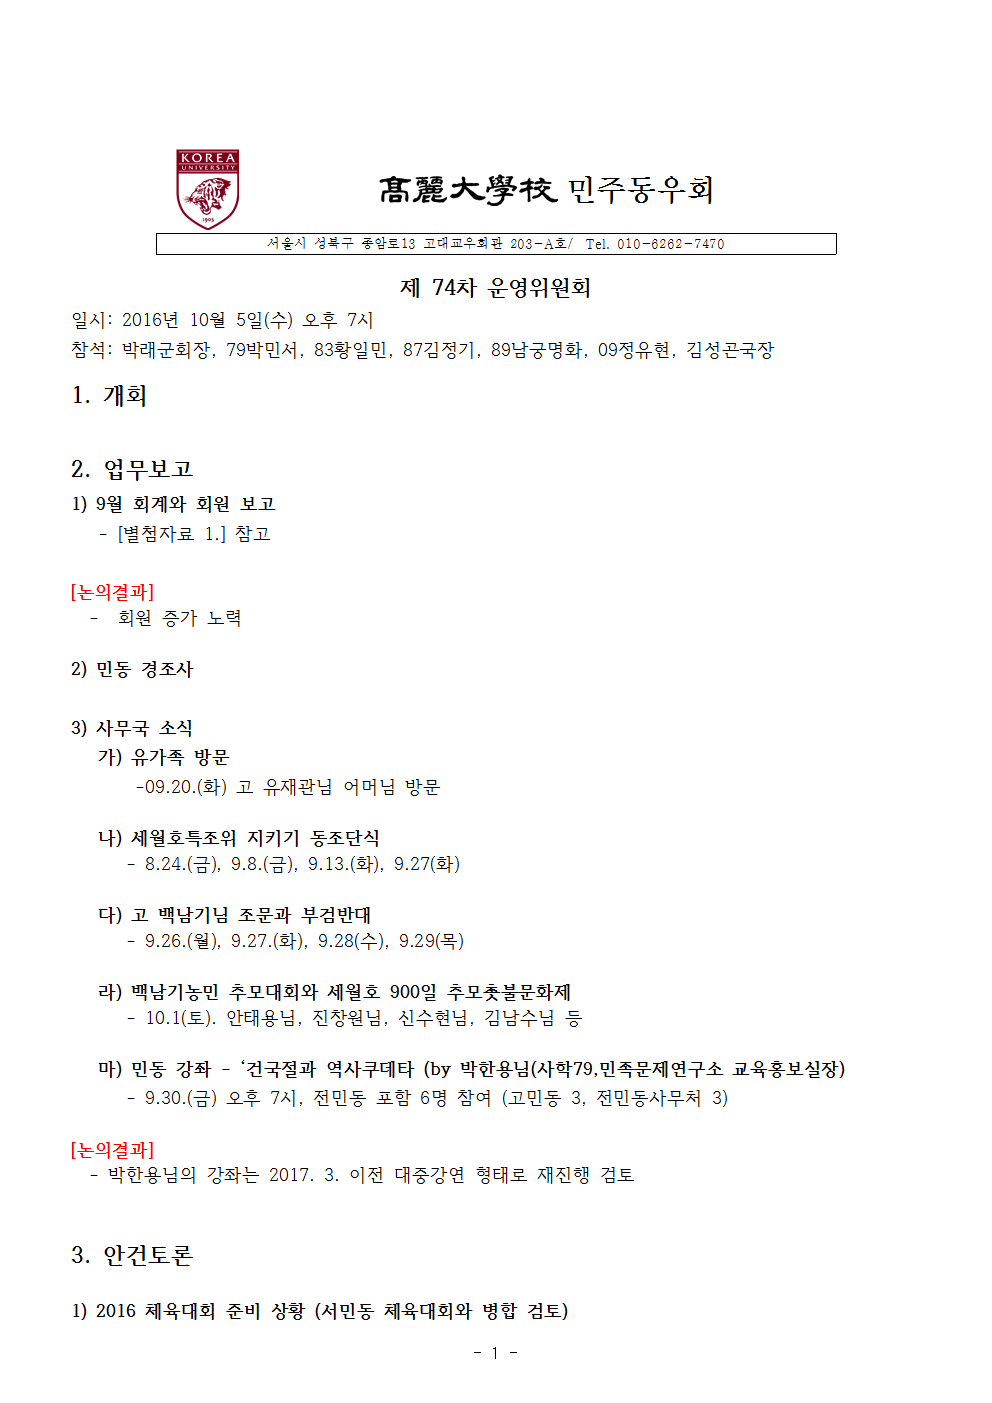 KOREA
UNIVERSITY
1905
高麗大學校 민주동우회
서울시 성북구 종암로13 고대교우회관 203-A호/ Tel. 010-6262-7470
제 74차 운영위원회
일시: 2016년 10월 5일(수) 오후 7시
참석: 박래군회장, 79박민서, 83황일민, 87김정기, 89남궁명화, 09정유현, 김성곤국장
1. 개회
2. 업무보고
1) 9월 회계와 회원 보고
- [별첨자료 1.] 참고
[논의결과]
- 회원 증가 노력
2) 민동 경조사
3) 사무국 소식
가) 유가족 방문
-09.20.(화) 고 유재관님 어머님 방문
나) 세월호특조위 지키기 동조단식
- 8.24.(금), 9.8.(금), 9.13.(화), 9.27(화)
다) 고 백남기님 조문과 부검반대
- 9.26.(월), 9.27.(화), 9.28(수), 9.29(목)
라) 백남기농민 추모대회와 세월호 900일 추모촛불문화제
- 10.1(토). 안태용님, 진창원님, 신수현님, 김남수님 등
마) 민동 강좌 - ‘건국절과 역사쿠데타 (by 박한용님(사학79,민족문제연구소 교육홍보실장)
- 9.30.(금) 오후 7시, 전민동 포함 6명 참여 (고민동 3, 전민동사무처 3)
[논의결과]
- 박한용님의 강좌는 2017. 3. 이전 대중강연 형태로 재진행 검토
3. 안건토론
1) 2016 체육대회 준비 상황 (서민동 체육대회와 병합 검토)
- 1 -